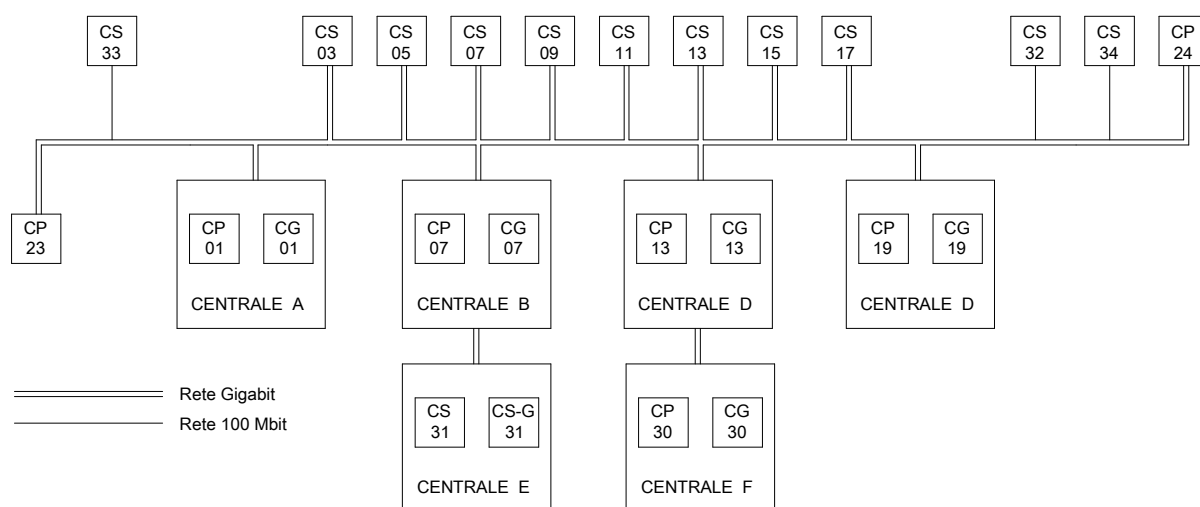 CS
33
CS
03
CS
05
CS
07
CS
09
CS
11
CS
13
CS
15
CS
17
CS
32
CS
34
CP
24
CP
23
CP
01
CG
01
CENTRALE A
CP
07
CG
07
CENTRALE B
CP
13
CG
13
CENTRALE D
CP
19
CG
19
CENTRALE D
Rete Gigabit
Rete 100 Mbit
CS
31
CS-G
31
CENTRALE E
CP
30
CG
30
CENTRALE F